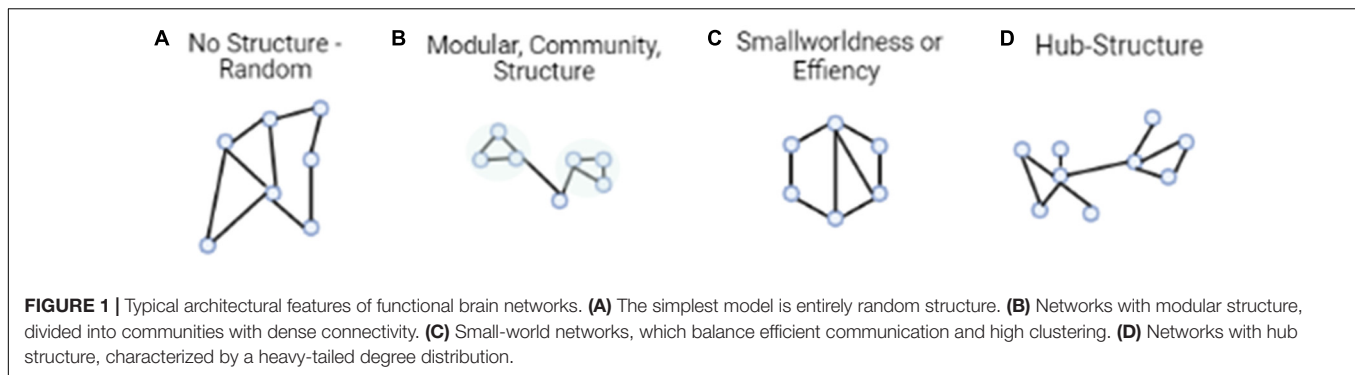 A No Structure -
Random
B Modular, Community,
Structure
C Smallworldness or
Effiency
D Hub-Structure
FIGURE 1 | Typical architectural features of functional brain networks. (A) The simplest model is entirely random structure. (B) Networks with modular structure,
divided into communities with dense connectivity. (C) Small-world networks, which balance efficient communication and high clustering. (D) Networks with hub
structure, characterized by a heavy-tailed degree distribution.